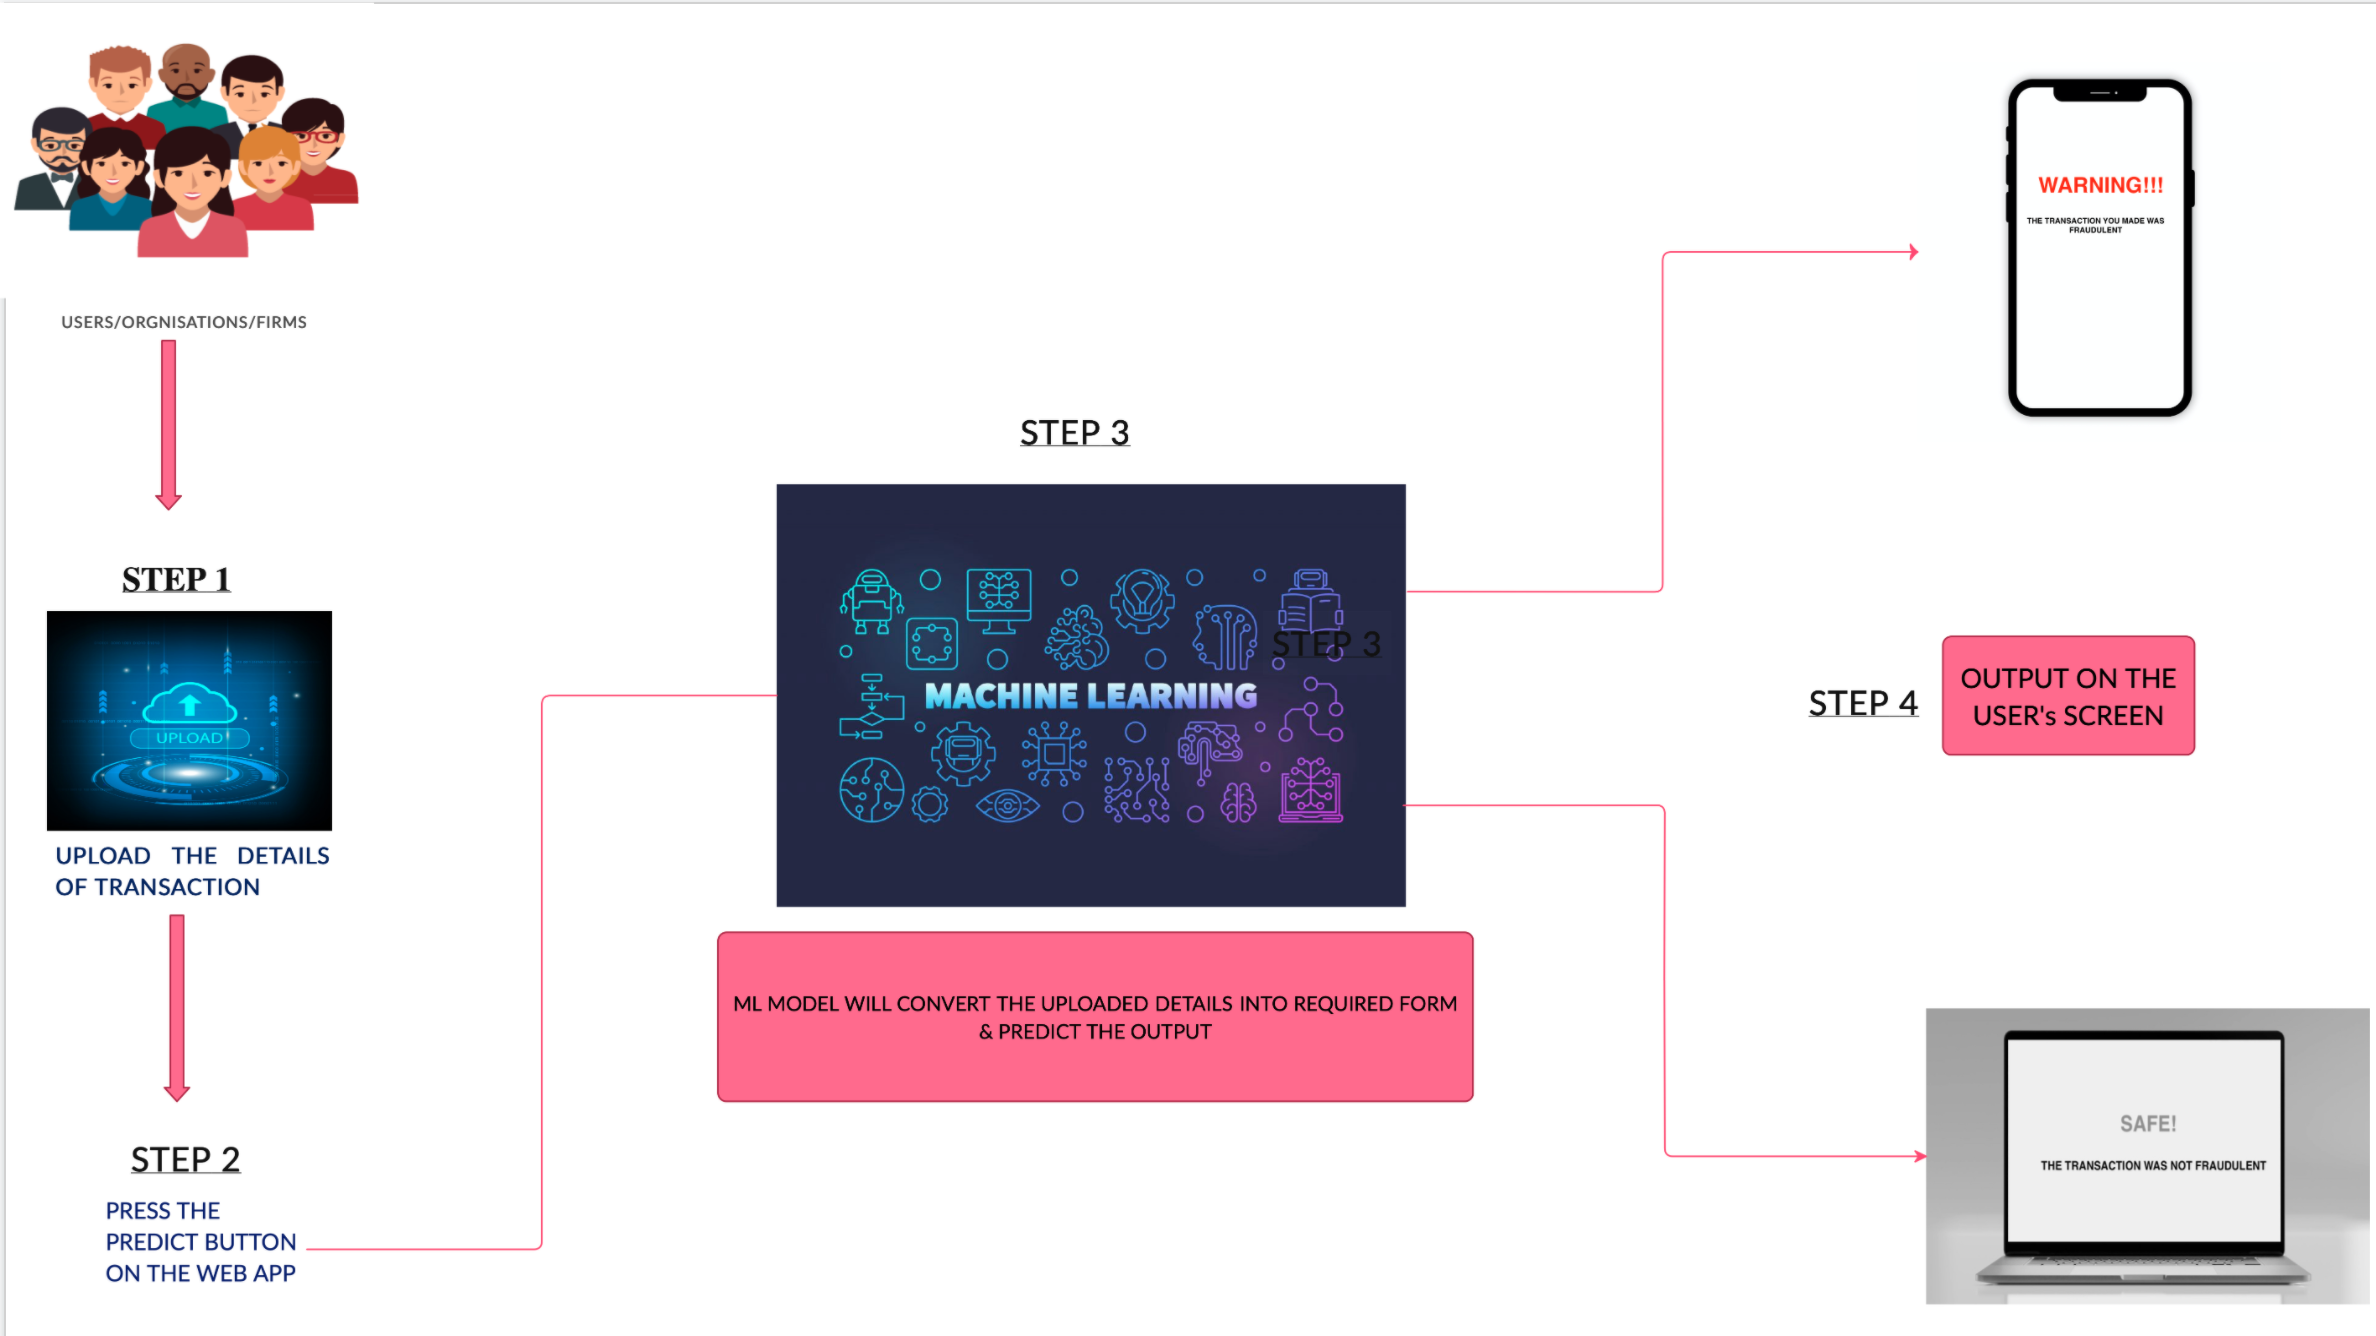 USERS/ORGNISATIONS/FIRMS
STEP 1
UPLOAD
UPLOAD THE DETAILS
OF TRANSACTION
STEP 2
PRESS THE
PREDICT BUTTON
ON THE WEB APP
STEP 3
STEP 3
MACHINE LEARNING
ML MODEL WILL CONVERT THE UPLOADED DETAILS INTO REQUIRED FORM
& PREDICT THE OUTPUT
WARNING!!!
THE TRANSACTION YOU MADE WAS
FRAUDULENT
STEP 4
OUTPUT ON THE
USER's SCREEN
SAFE!
THE TRANSACTION WAS NOT FRAUDULENT